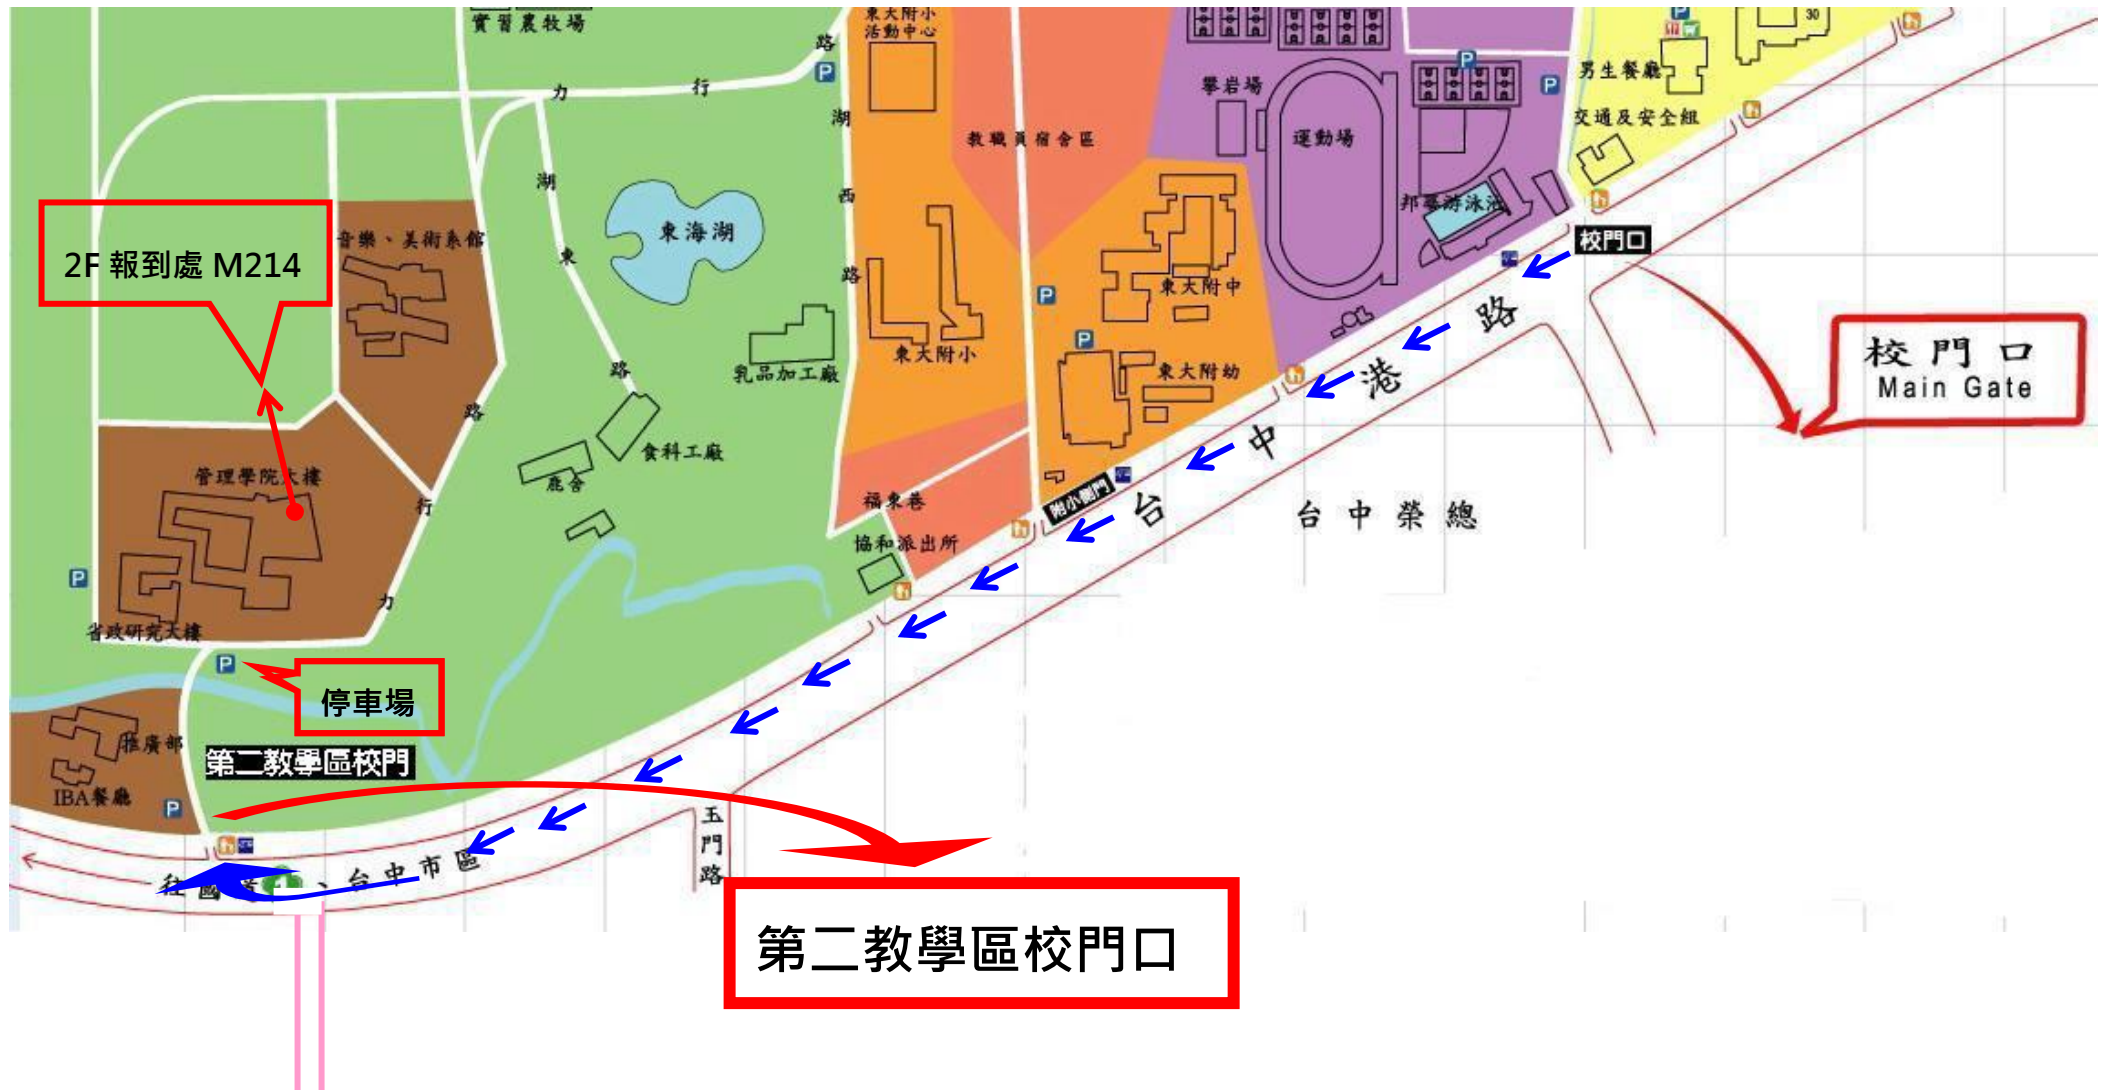 實習農牧場
東大附小
活動中心
30
男生餐廳
交通及安全組
攀岩場
運動場
力行路
湖西路
教職員宿舍區
湖東路
東海湖
音樂、美術系館
2F 報到處 M214
校門口
東大附中
台中港路
校門口
Main Gate
東大附小
乳品加工廠
東大附幼
力行路
食科工廠
管理學院大樓
鹿舍
福東巷
附小側門
台中榮總
協和派出所
省政研究大樓
停車場
推廣部
第二教學區校門
IBA餐廳
玉門路
、台中市區
第二教學區校門口
P
P
P
P
P
P
P
P
P